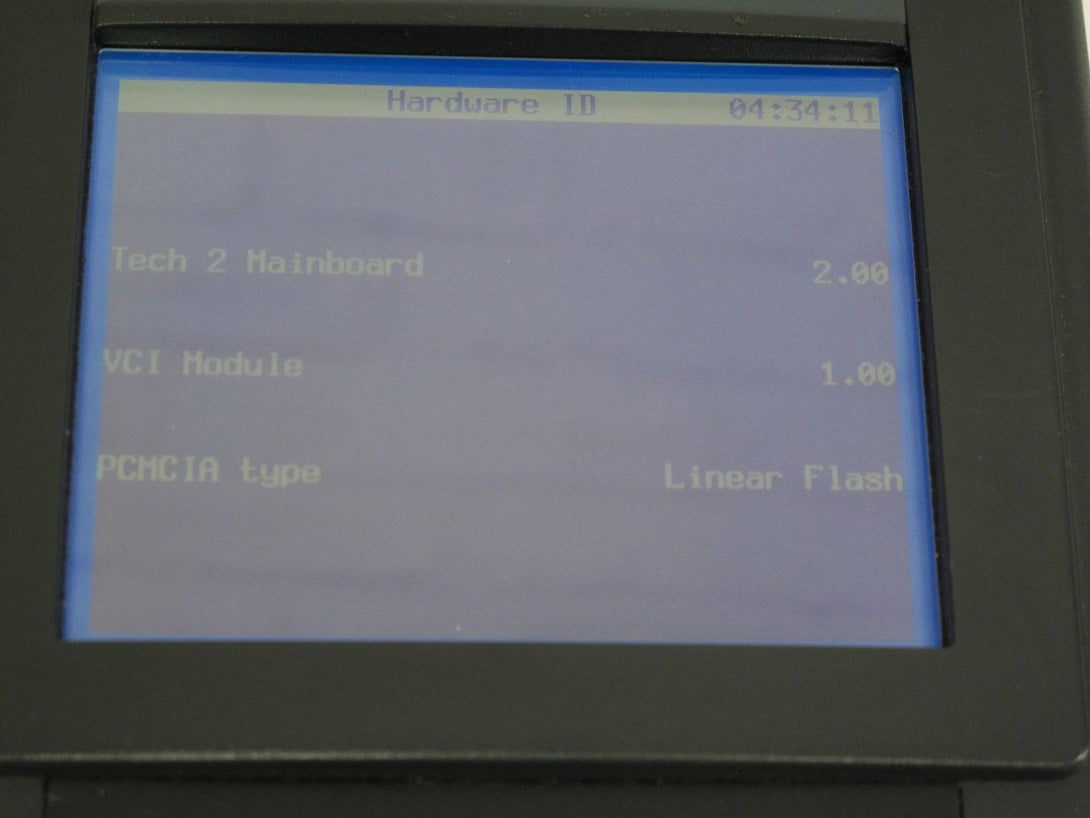 Hardware ID 04:34:11
Tech 2 Mainboard 2.00
VCI Module 1.00
PCMCIA type Linear Flash